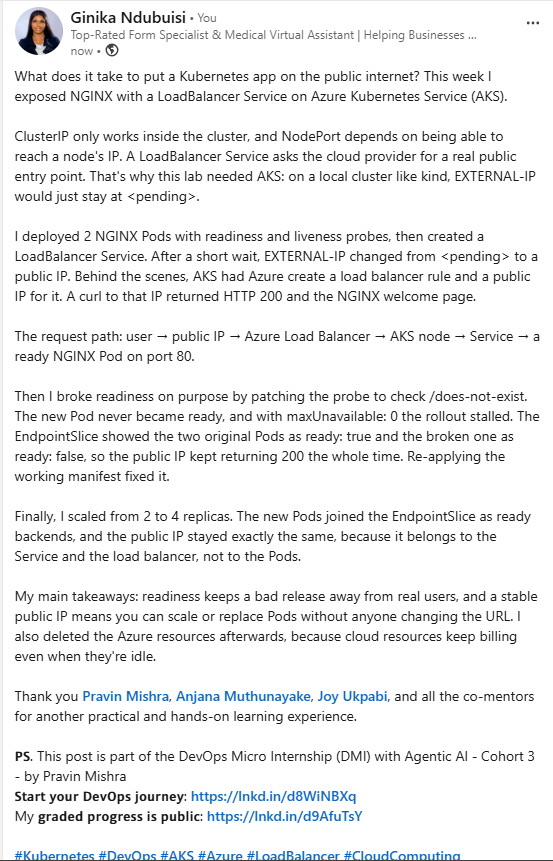 Ginika Ndubuisi • You
Top-Rated Form Specialist & Medical Virtual Assistant | Helping Businesses ...
now •
What does it take to put a Kubernetes app on the public internet? This week I
exposed NGINX with a LoadBalancer Service on Azure Kubernetes Service (AKS).
ClusterIP only works inside the cluster, and NodePort depends on being able to
reach a node's IP. A LoadBalancer Service asks the cloud provider for a real public
entry point. That's why this lab needed AKS: on a local cluster like kind, EXTERNAL-IP
would just stay at <pending>.
I deployed 2 NGINX Pods with readiness and liveness probes, then created a
LoadBalancer Service. After a short wait, EXTERNAL-IP changed from <pending> to a
public IP. Behind the scenes, AKS had Azure create a load balancer rule and a public
IP for it. A curl to that IP returned HTTP 200 and the NGINX welcome page.
The request path: user → public IP → Azure Load Balancer → AKS node → Service → a
ready NGINX Pod on port 80.
Then I broke readiness on purpose by patching the probe to check /does-not-exist.
The new Pod never became ready, and with maxUnavailable: 0 the rollout stalled. The
EndpointSlice showed the two original Pods as ready: true and the broken one as
ready: false, so the public IP kept returning 200 the whole time. Re-applying the
working manifest fixed it.
Finally, I scaled from 2 to 4 replicas. The new Pods joined the EndpointSlice as ready
backends, and the public IP stayed exactly the same, because it belongs to the
Service and the load balancer, not to the Pods.
My main takeaways: readiness keeps a bad release away from real users, and a stable
public IP means you can scale or replace Pods without anyone changing the URL. I
also deleted the Azure resources afterwards, because cloud resources keep billing
even when they're idle.
Thank you Pravin Mishra, Anjana Muthunayake, Joy Ukpabi, and all the co-mentors
for another practical and hands-on learning experience.
PS. This post is part of the DevOps Micro Internship (DMI) with Agentic AI - Cohort 3
- by Pravin Mishra
Start your DevOps journey: https://lnkd.in/d8WiNBXq
My graded progress is public: https://lnkd.in/d9AfuTsY
#Kubernetes #DevOps #AKS #Azure #LoadBalancer #CloudComputing